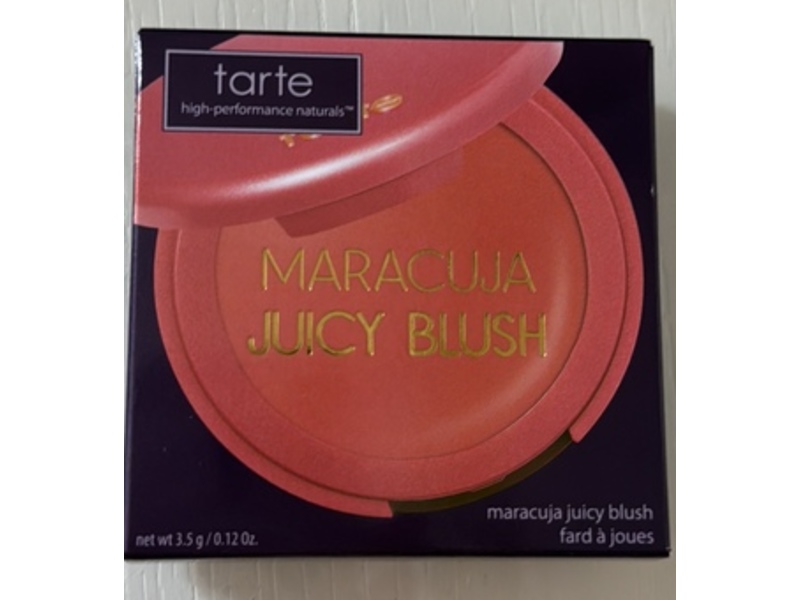 tarte
high-performance naturals™
MARACUJA
JUICY BLUSH
maracuja juicy blush
fard à joues
net wt 3.5 g / 0.12 Oz.